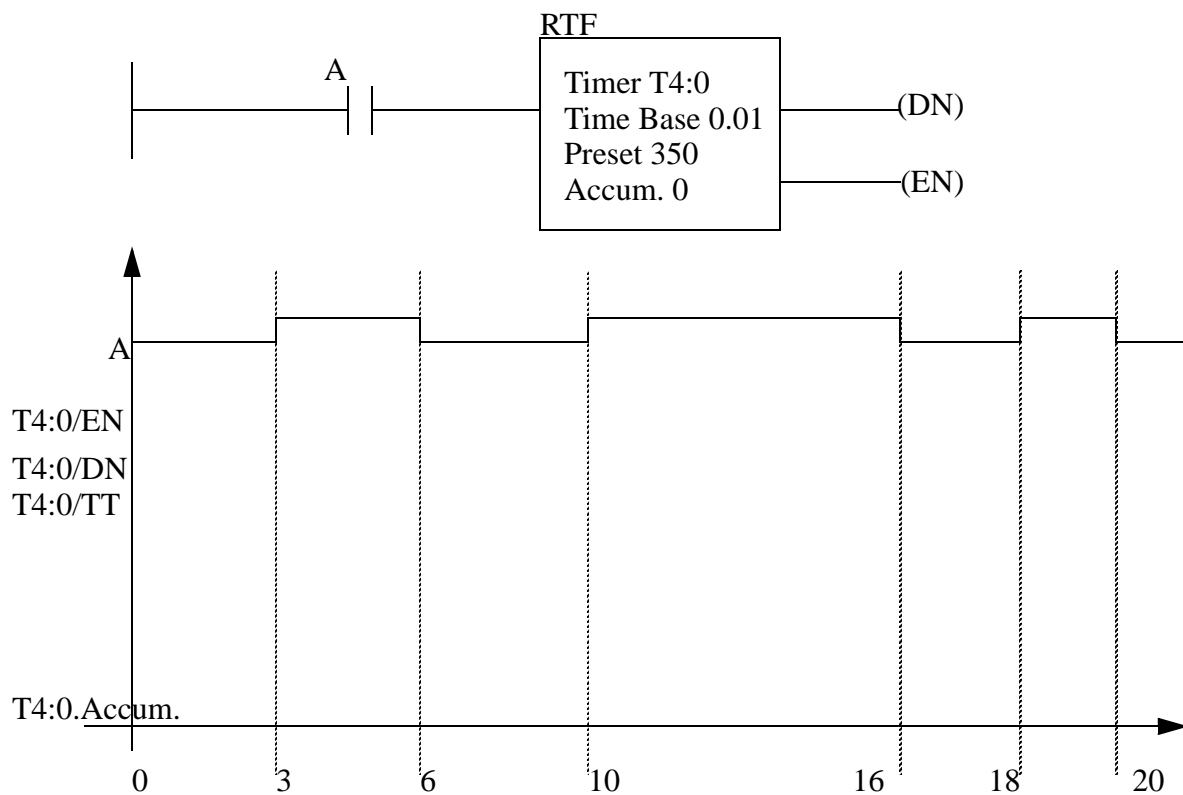 RTF
A
Timer T4:0
Time Base 0.01
Preset 350
Accum. 0
(DN)
(EN)
A
T4:0/EN
T4:0/DN
T4:0/TT
T4:0.Accum.
0 3 6 10 16 18 20